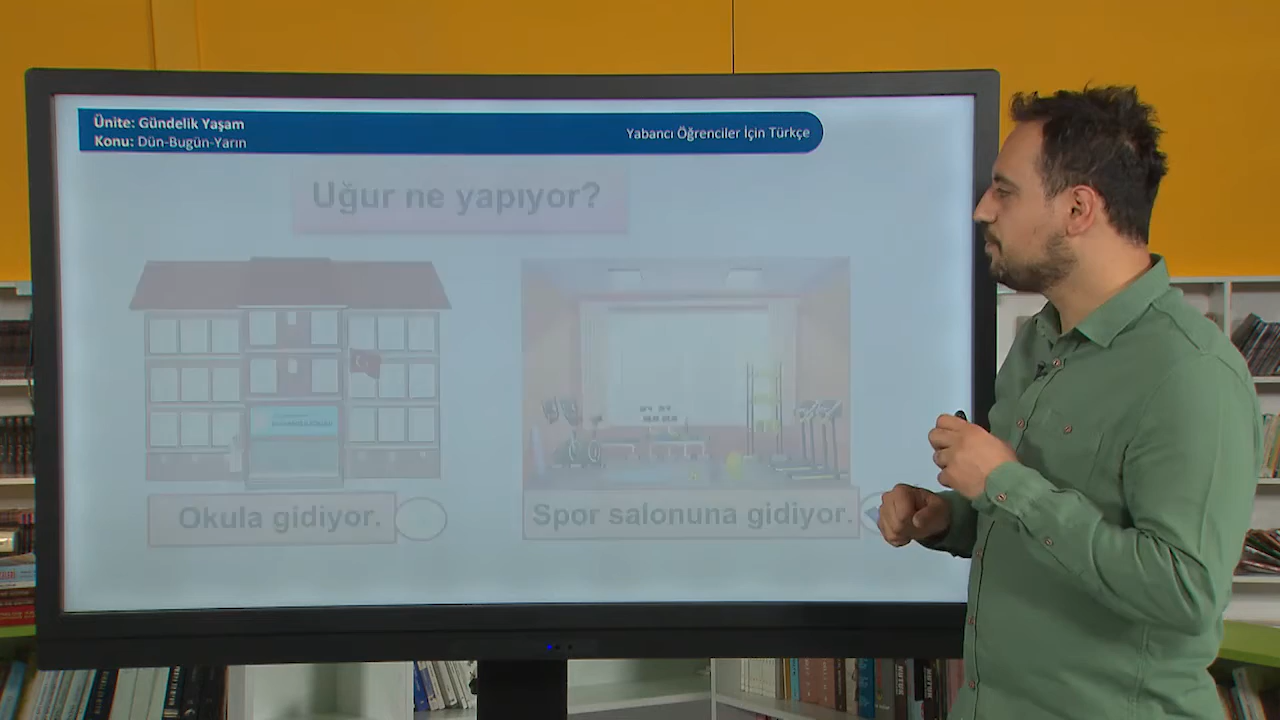 Ünite: Gündelik Yaşam
Konu: Dün-Bugün-Yarın
Yabancı Öğrenciler İçin Türkçe
Uğur ne yapıyor?
Okula gidiyor.
Spor salonuna gidiyor.